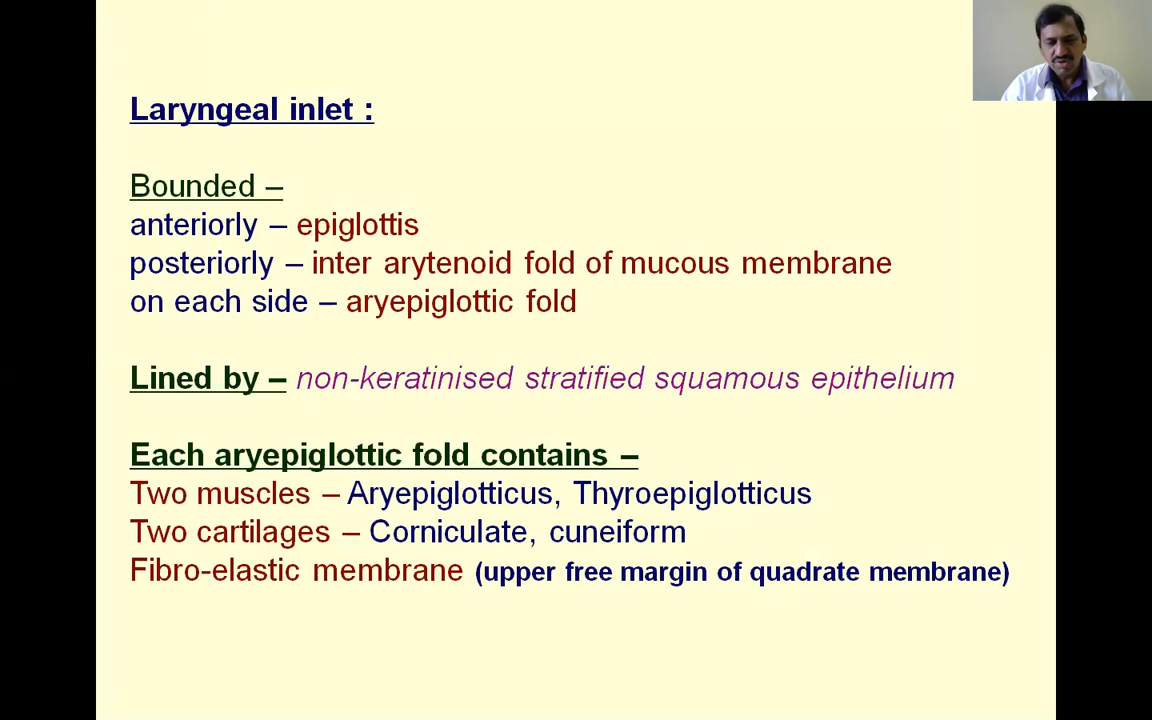 Laryngeal inlet :
Bounded –
anteriorly – epiglottis
posteriorly – inter arytenoid fold of mucous membrane
on each side – aryepiglottic fold
Lined by – non-keratinised stratified squamous epithelium
Each aryepiglottic fold contains –
Two muscles – Aryepiglotticus, Thyroepiglotticus
Two cartilages – Corniculate, cuneiform
Fibro-elastic membrane (upper free margin of quadrate membrane)